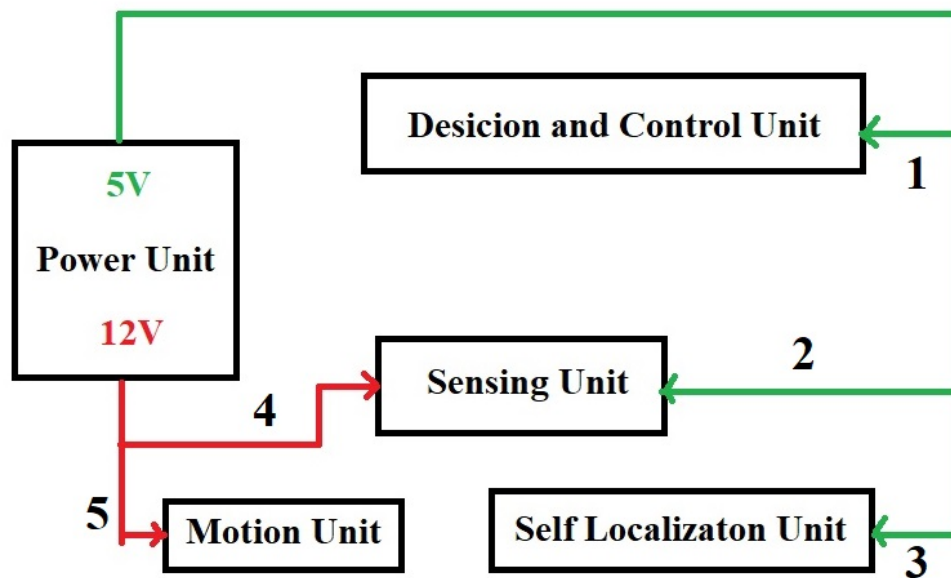 Desicion and Control Unit
1
5V
Power Unit
12V
2
Sensing Unit
4
5
Motion Unit
Self Localizaton Unit
3